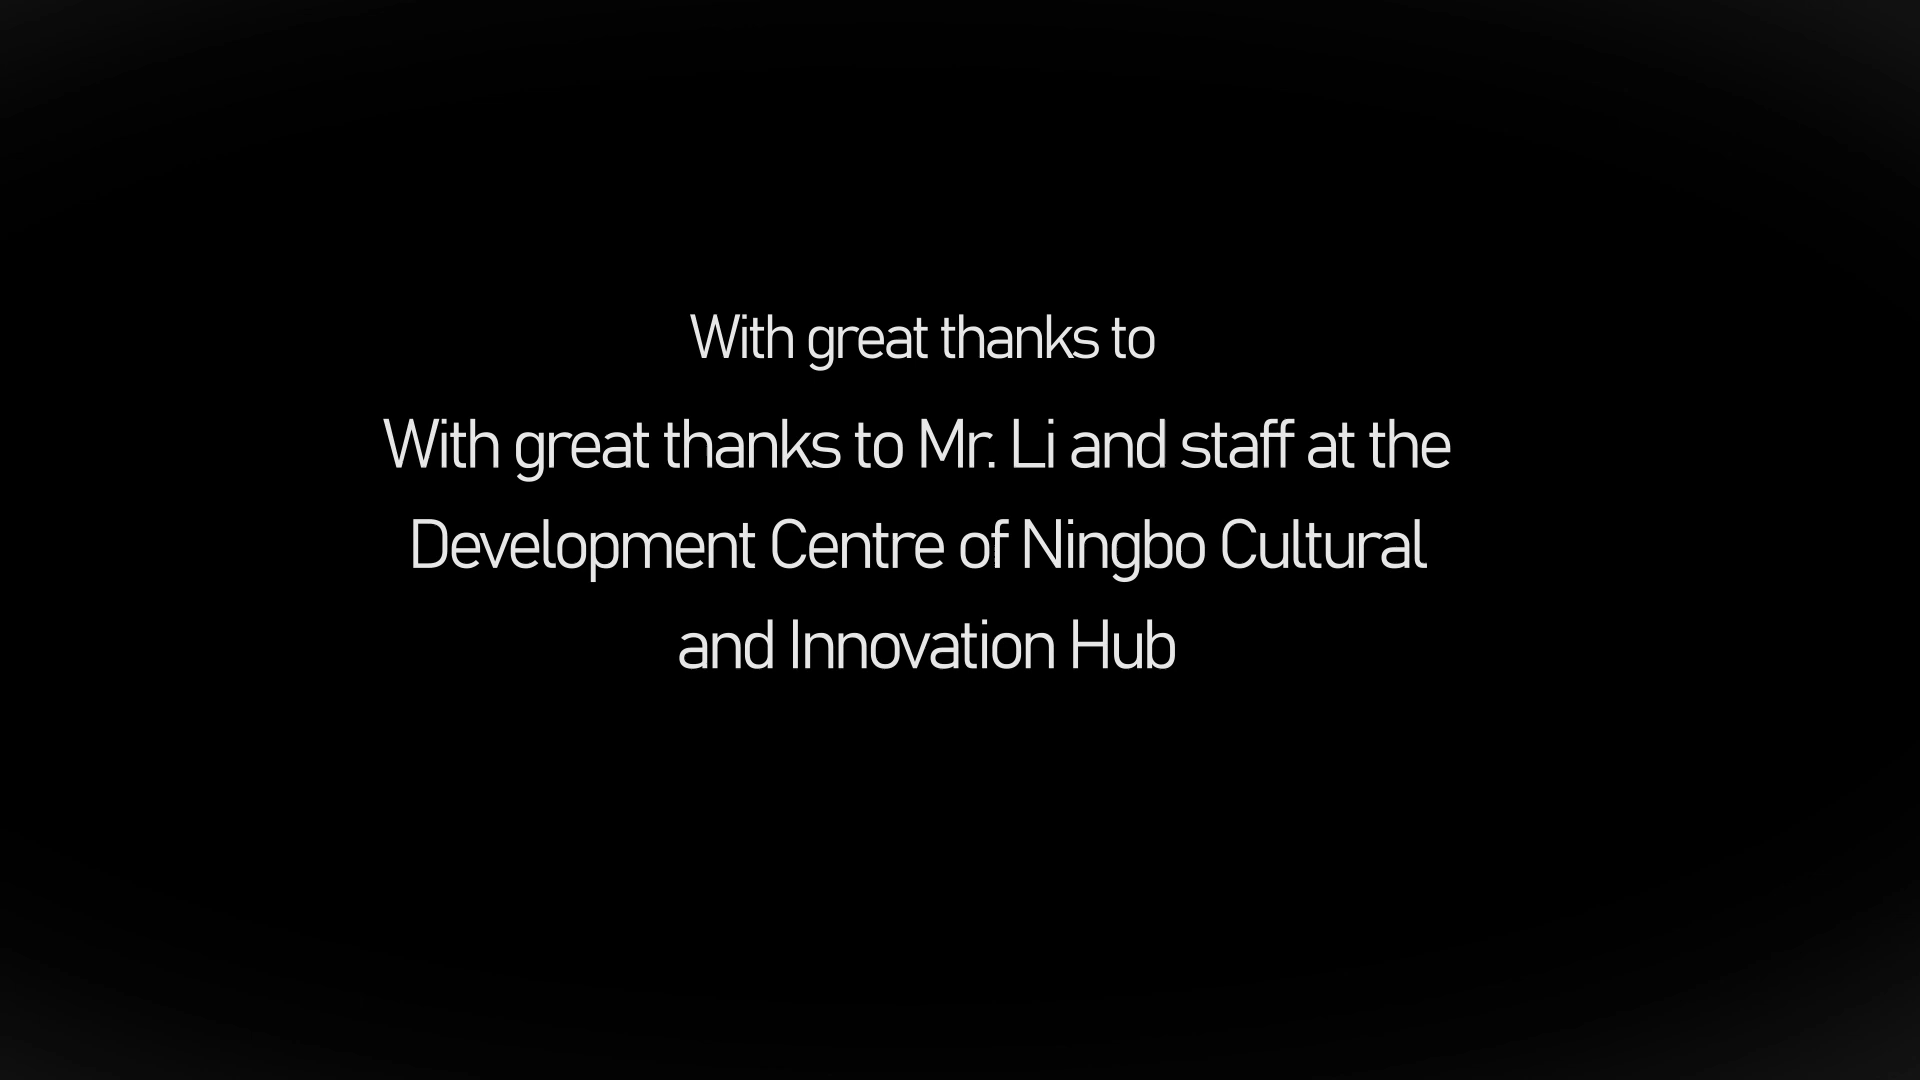 With great thanks to
With great thanks to Mr. Li and staff at the
Development Centre of Ningbo Cultural
and Innovation Hub